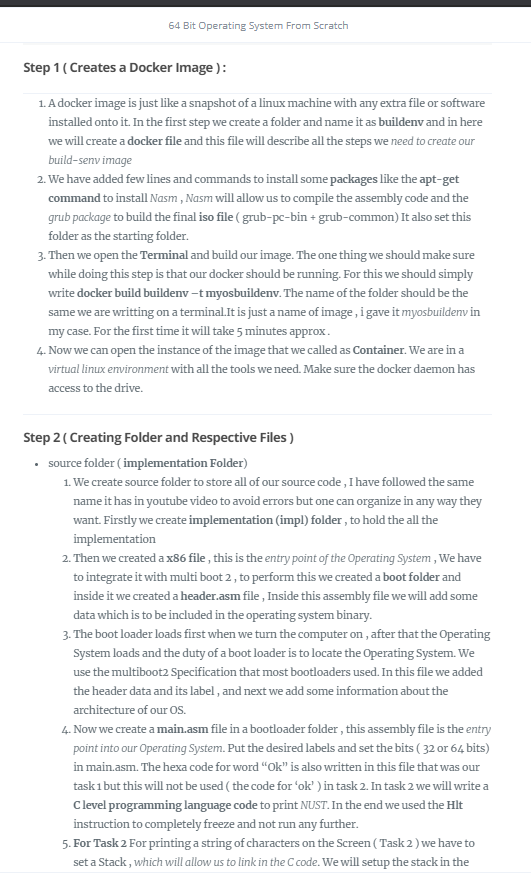 64 Bit Operating System From Scratch
Step 1 ( Creates a Docker Image ) :
1. A docker image is just like a snapshot of a linux machine with any extra file or software
installed onto it. In the first step we create a folder and name it as buildenv and in here
we will create a docker file and this file will describe all the steps we need to create our
build-senv image
2. We have added few lines and commands to install some packages like the apt-get
command to install Nasm , Nasm will allow us to compile the assembly code and the
grub package to build the final iso file ( grub-pc-bin + grub-common) It also set this
folder as the starting folder.
3. Then we open the Terminal and build our image. The one thing we should make sure
while doing this step is that our docker should be running. For this we should simply
write docker build buildenv –t myosbuildenv. The name of the folder should be the
same we are writting on a terminal.It is just a name of image , i gave it myosbuildenv in
my case. For the first time it will take 5 minutes approx .
4. Now we can open the instance of the image that we called as Container. We are in a
virtual linux environment with all the tools we need. Make sure the docker daemon has
access to the drive.
Step 2 ( Creating Folder and Respective Files )
• source folder ( implementation Folder)
1. We create source folder to store all of our source code , I have followed the same
name it has in youtube video to avoid errors but one can organize in any way they
want. Firstly we create implementation (impl) folder , to hold the all the
implementation
2. Then we created a x86 file , this is the entry point of the Operating System , We have
to integrate it with multi boot 2 , to perform this we created a boot folder and
inside it we created a header.asm file , Inside this assembly file we will add some
data which is to be included in the operating system binary.
3. The boot loader loads first when we turn the computer on , after that the Operating
System loads and the duty of a boot loader is to locate the Operating System. We
use the multiboot2 Specification that most bootloaders used. In this file we added
the header data and its label , and next we add some information about the
architecture of our OS.
4. Now we create a main.asm file in a bootloader folder , this assembly file is the entry
point into our Operating System. Put the desired labels and set the bits ( 32 or 64 bits)
in main.asm. The hexa code for word “Ok” is also written in this file that was our
task 1 but this will not be used ( the code for ‘ok’ ) in task 2. In task 2 we will write a
C level programming language code to print NUST. In the end we used the Hlt
instruction to completely freeze and not run any further.
5. For Task 2 For printing a string of characters on the Screen ( Task 2 ) we have to
set a Stack , which will allow us to link in the C code. We will setup the stack in the